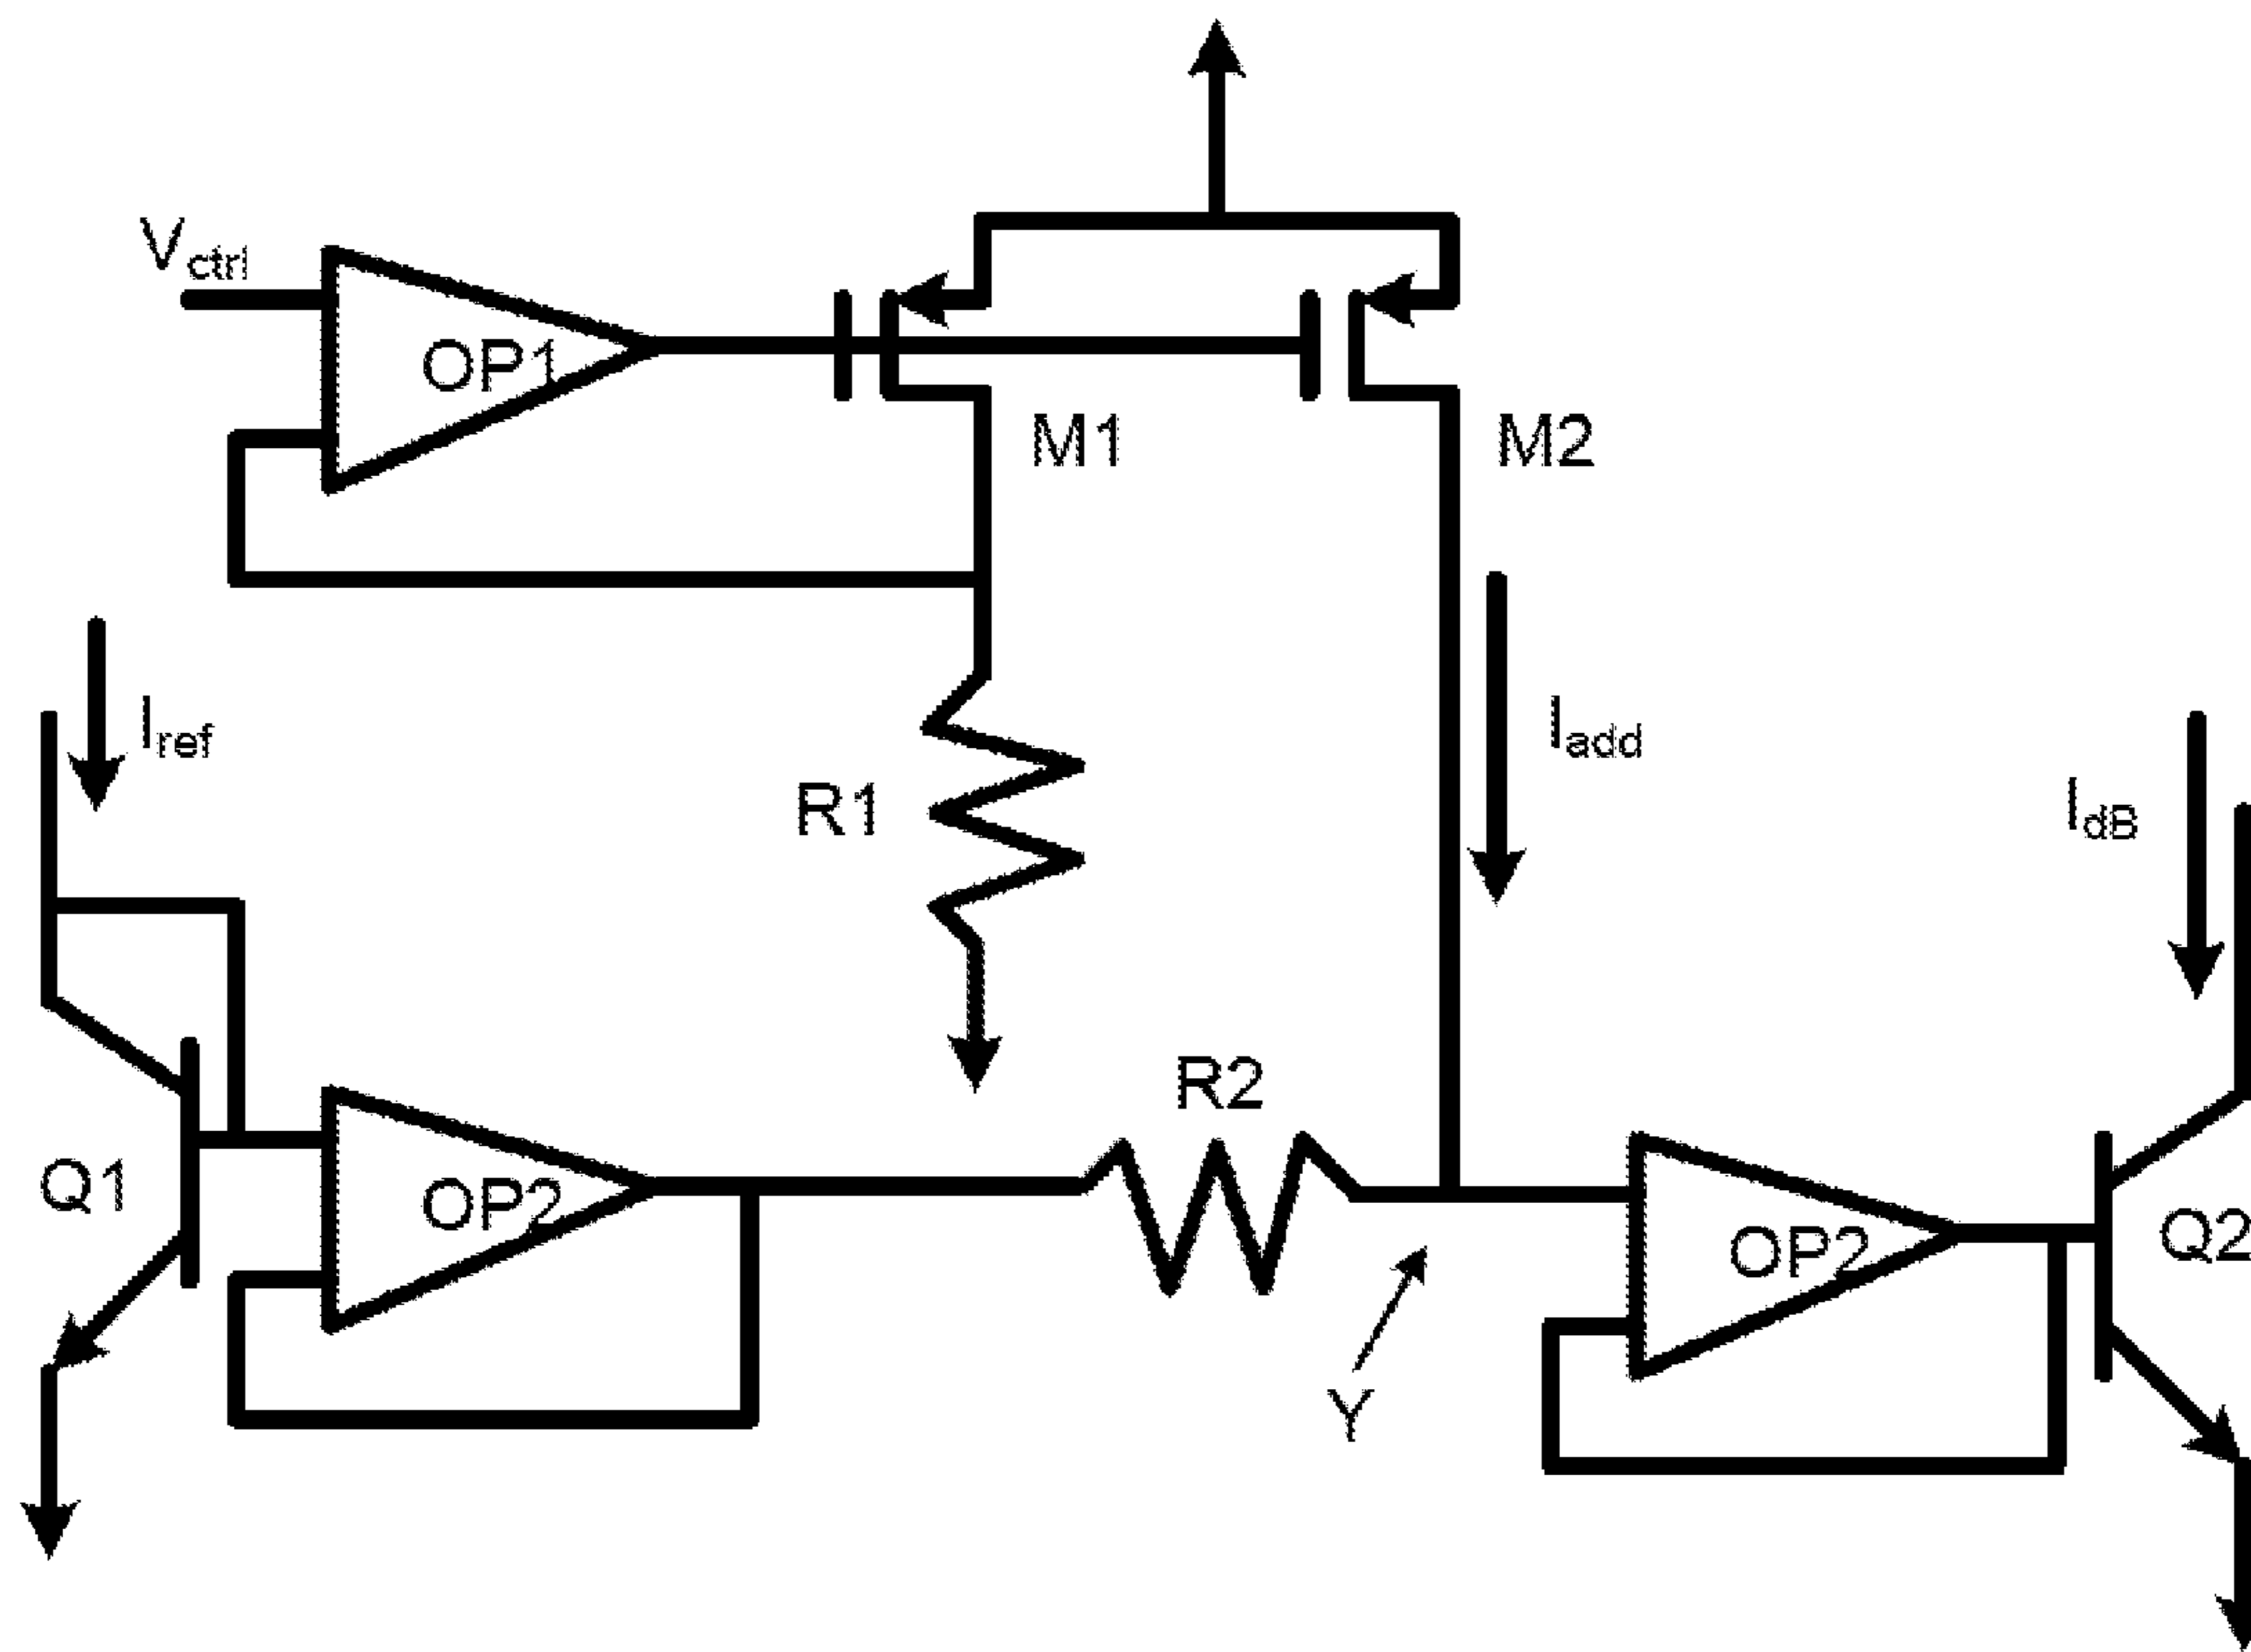 Vctrl
OP1
M1
M2
Iref
Iadd
R1
IdB
R2
Q1
OP2
OP2
Q2
Y